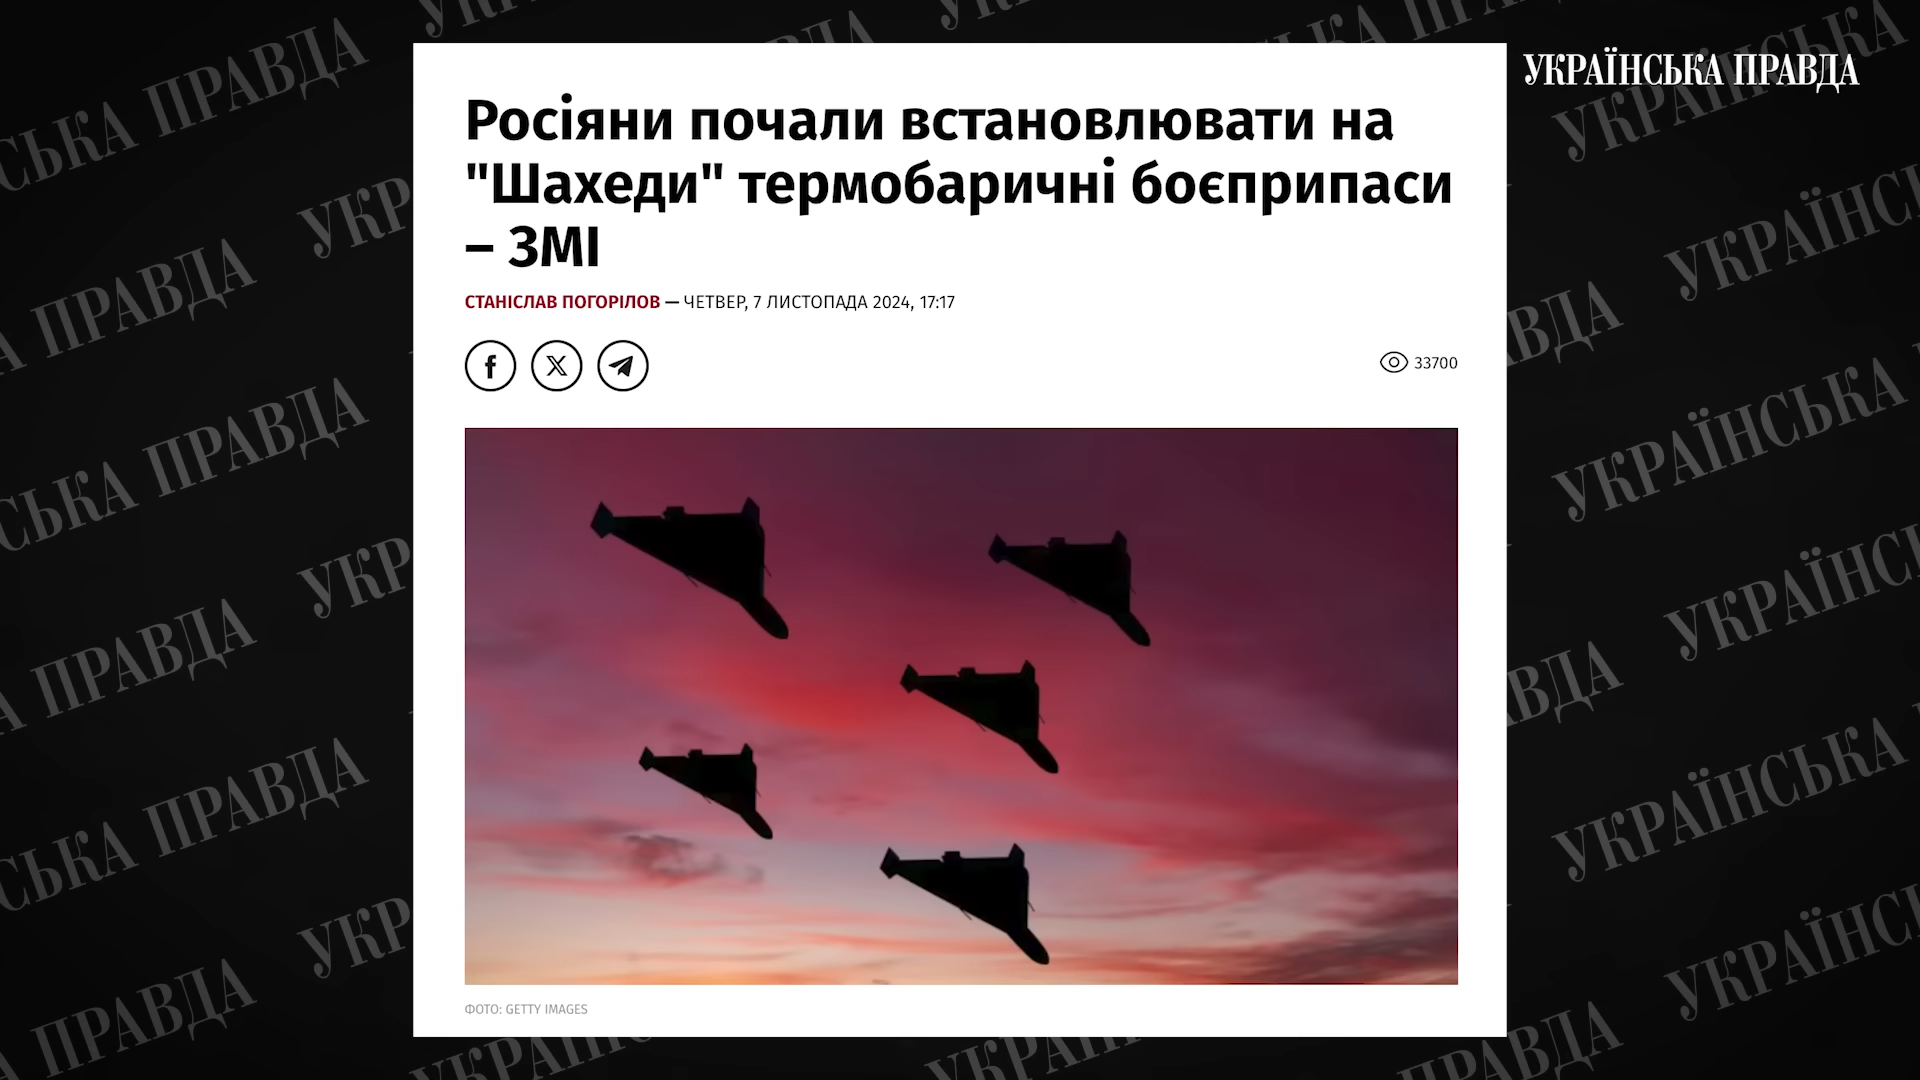 УКРАЇНСЬКА ПРАВДА
Росіяни почали встановлювати на
"Шахеди" термобаричні боєприпаси
– ЗМІ
СТАНІСЛАВ ПОГОРІЛОВ — ЧЕТВЕР, 7 ЛИСТОПАДА 2024, 17:17
33700
ФОТО: GETTY IMAGES